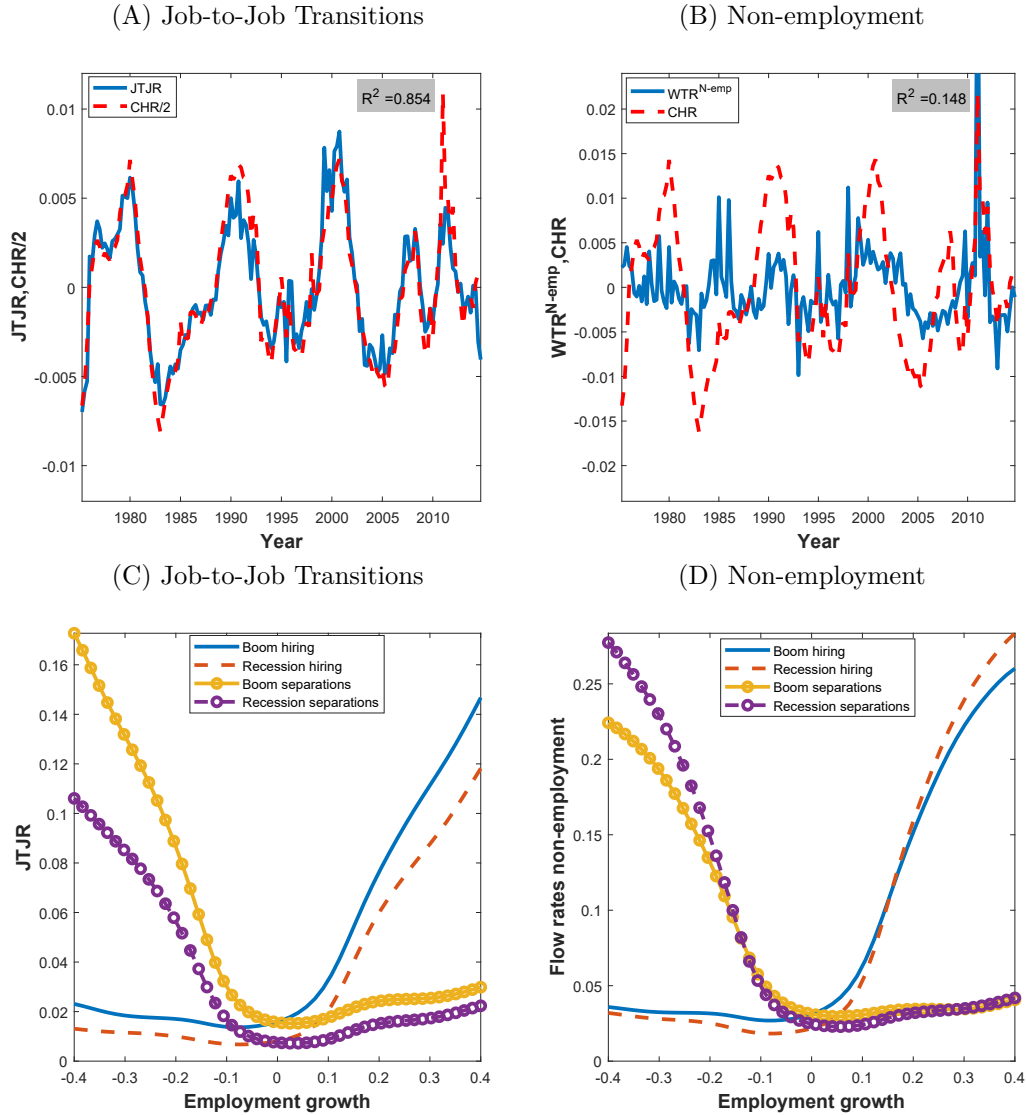 (A) Job-to-Job Transitions
(B) Non-employment
JTJR
CHR/2
R² =0.854
0.01
0.005
0
-0.005
-0.01
JTJR,CHR/2
1980 1985 1990 1995 2000 2005 2010
Year
WTR^N-emp
CHR
R² =0.148
0.02
0.015
0.01
0.005
0
-0.005
-0.01
-0.015
-0.02
WTR^N-emp,CHR
1980 1985 1990 1995 2000 2005 2010
Year
(C) Job-to-Job Transitions
(D) Non-employment
Boom hiring
Recession hiring
Boom separations
Recession separations
0.16
0.14
0.12
0.1
0.08
0.06
0.04
0.02
0
JTJR
-0.4 -0.3 -0.2 -0.1 0 0.1 0.2 0.3 0.4
Employment growth
Boom hiring
Recession hiring
Boom separations
Recession separations
0.25
0.2
0.15
0.1
0.05
0
Flow rates non-employment
-0.4 -0.3 -0.2 -0.1 0 0.1 0.2 0.3 0.4
Employment growth